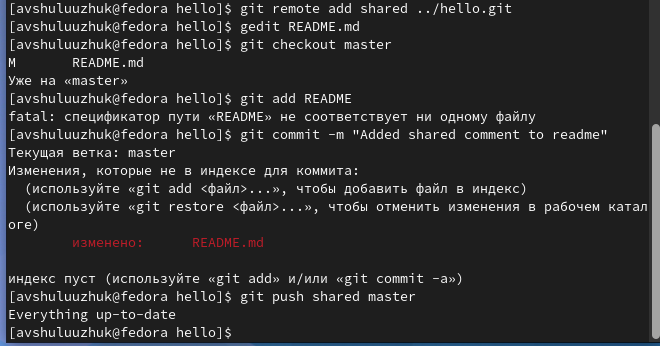 [avshuluuzhuk@fedora hello]$ git remote add shared ../hello.git
[avshuluuzhuk@fedora hello]$ gedit README.md
[avshuluuzhuk@fedora hello]$ git checkout master
M       README.md
Уже на «master»
[avshuluuzhuk@fedora hello]$ git add README
fatal: спецификатор пути «README» не соответствует ни одному файлу
[avshuluuzhuk@fedora hello]$ git commit -m "Added shared comment to readme"
Текущая ветка: master
Изменения, которые не в индексе для коммита:
  (используйте «git add <файл>...», чтобы добавить файл в индекс)
  (используйте «git restore <файл>...», чтобы отменить изменения в рабочем катал
оге)
        изменено:      README.md
индекс пуст (используйте «git add» и/или «git commit -a»)
[avshuluuzhuk@fedora hello]$ git push shared master
Everything up-to-date
[avshuluuzhuk@fedora hello]$